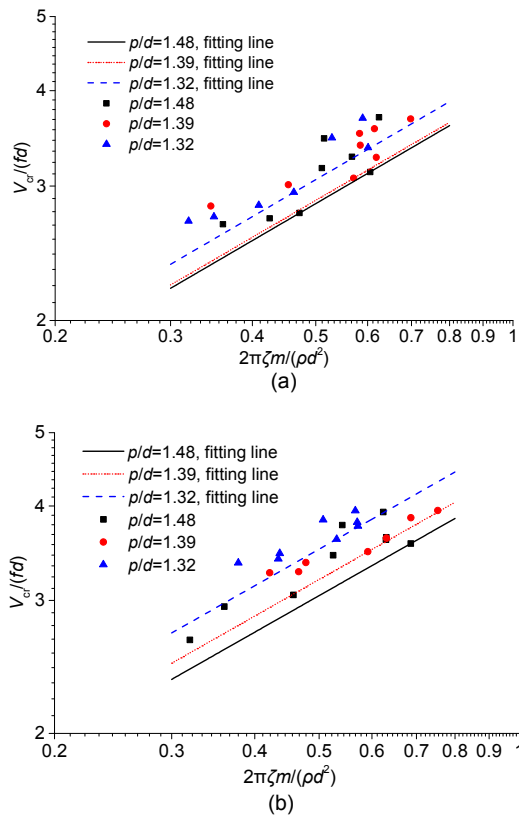 (a)
5
4
3
2
V_cr/(fd)
p/d=1.48, fitting line
p/d=1.39, fitting line
p/d=1.32, fitting line
p/d=1.48
p/d=1.39
p/d=1.32
0.2 0.3 0.4 0.5 0.6 0.7 0.8 0.9 1
2πζm/(ρd²)
(a)
5
4
3
2
V_cr/(fd)
p/d=1.48, fitting line
p/d=1.39, fitting line
p/d=1.32, fitting line
p/d=1.48
p/d=1.39
p/d=1.32
0.2 0.3 0.4 0.5 0.6 0.7 0.8 0.9 1
2πζm/(ρd²)
(b)